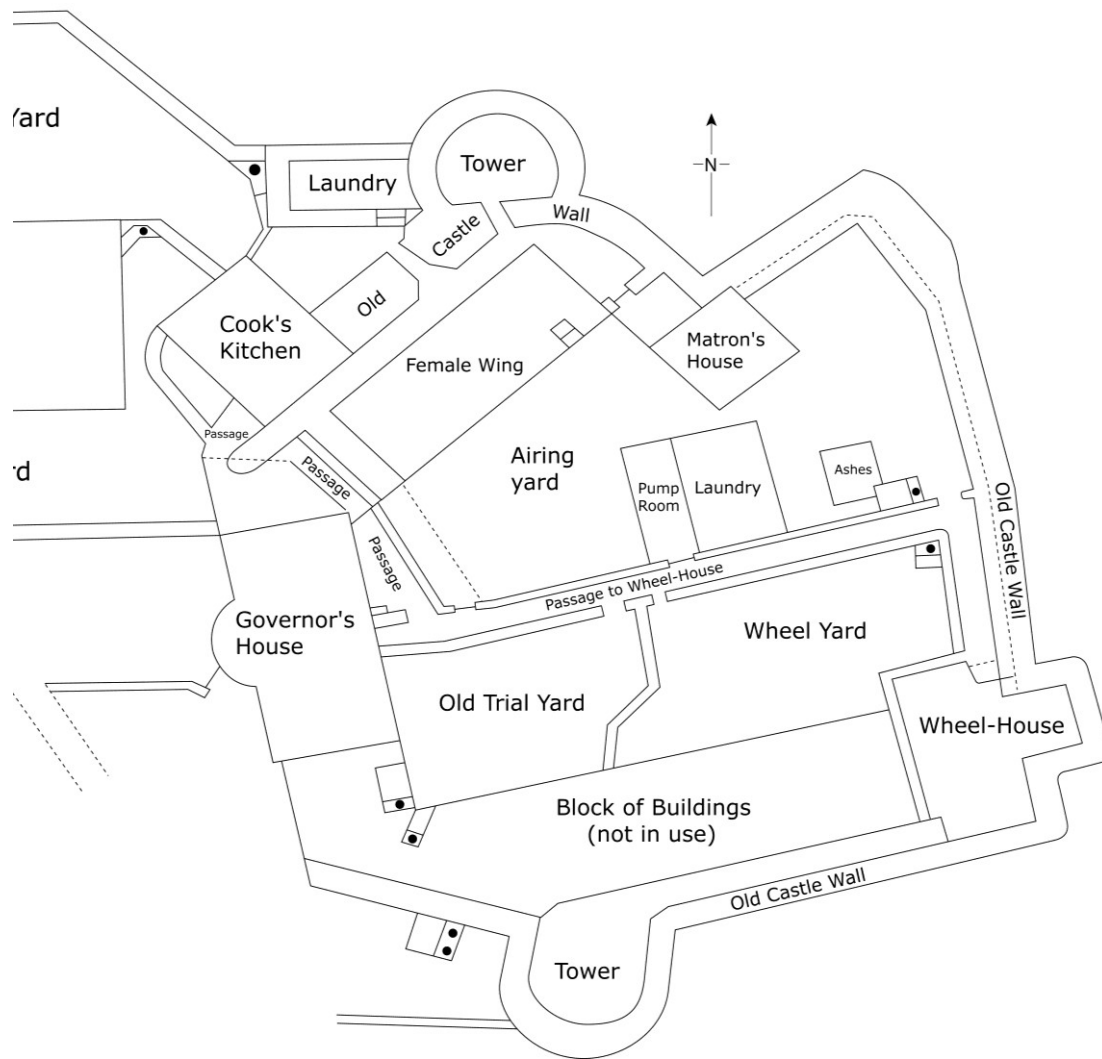 Yard
Tower
N
Laundry
Castle
Wall
Old
Cook's
Kitchen
Matron's
House
Female Wing
Passage
Passage
Airing
yard
Pump
Room
Laundry
Ashes
rd
Old Castle Wall
Passage
Passage to Wheel-House
Governor's
House
Wheel Yard
Old Trial Yard
Wheel-House
Block of Buildings
(not in use)
Old Castle Wall
Tower